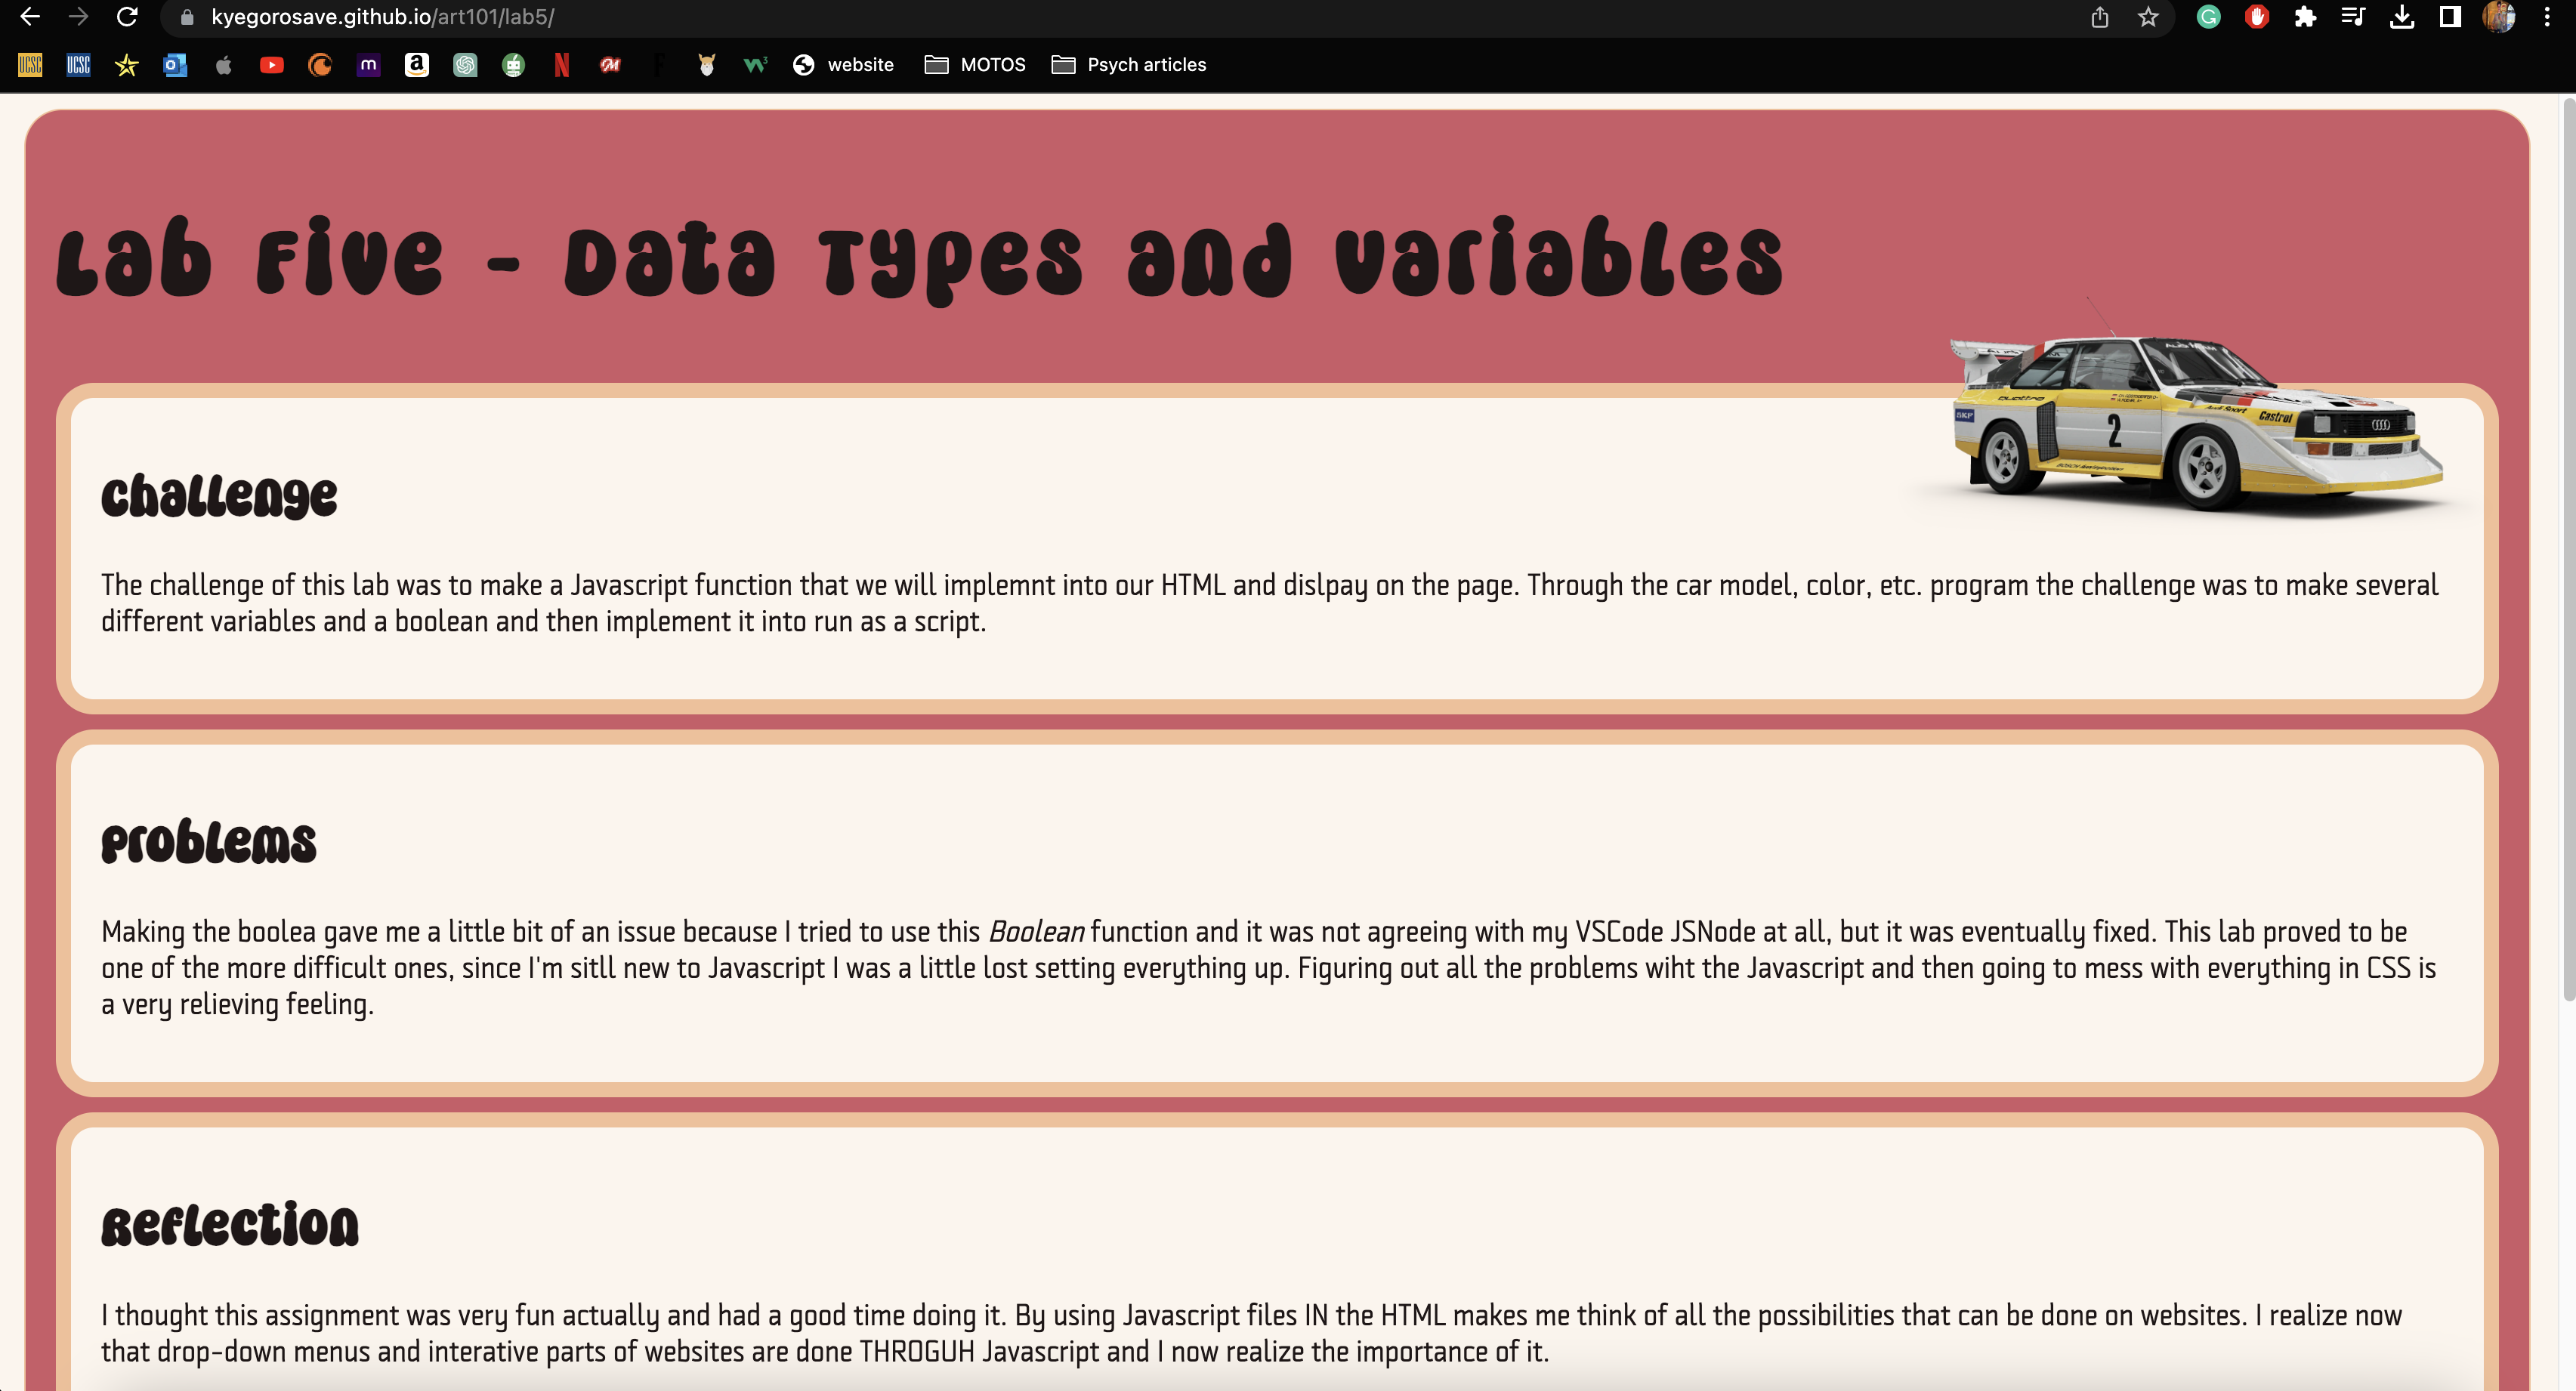 kyegorosave.github.io/art101/lab5/
UCSC UCSC m a N M F W3 website MOTOS Psych articles
Lab Five - Data Types and Variables
quattro
SKF
2
Audi Sport
Castrol
Challenge
The challenge of this lab was to make a Javascript function that we will implemnt into our HTML and dislpay on the page. Through the car model, color, etc. program the challenge was to make several
different variables and a boolean and then implement it into run as a script.
Problems
Making the boolea gave me a little bit of an issue because I tried to use this Boolean function and it was not agreeing with my VSCode JSNode at all, but it was eventually fixed. This lab proved to be
one of the more difficult ones, since I'm sitll new to Javascript I was a little lost setting everything up. Figuring out all the problems wiht the Javascript and then going to mess with everything in CSS is
a very relieving feeling.
Reflection
I thought this assignment was very fun actually and had a good time doing it. By using Javascript files IN the HTML makes me think of all the possibilities that can be done on websites. I realize now
that drop-down menus and interative parts of websites are done THROGUH Javascript and I now realize the importance of it.